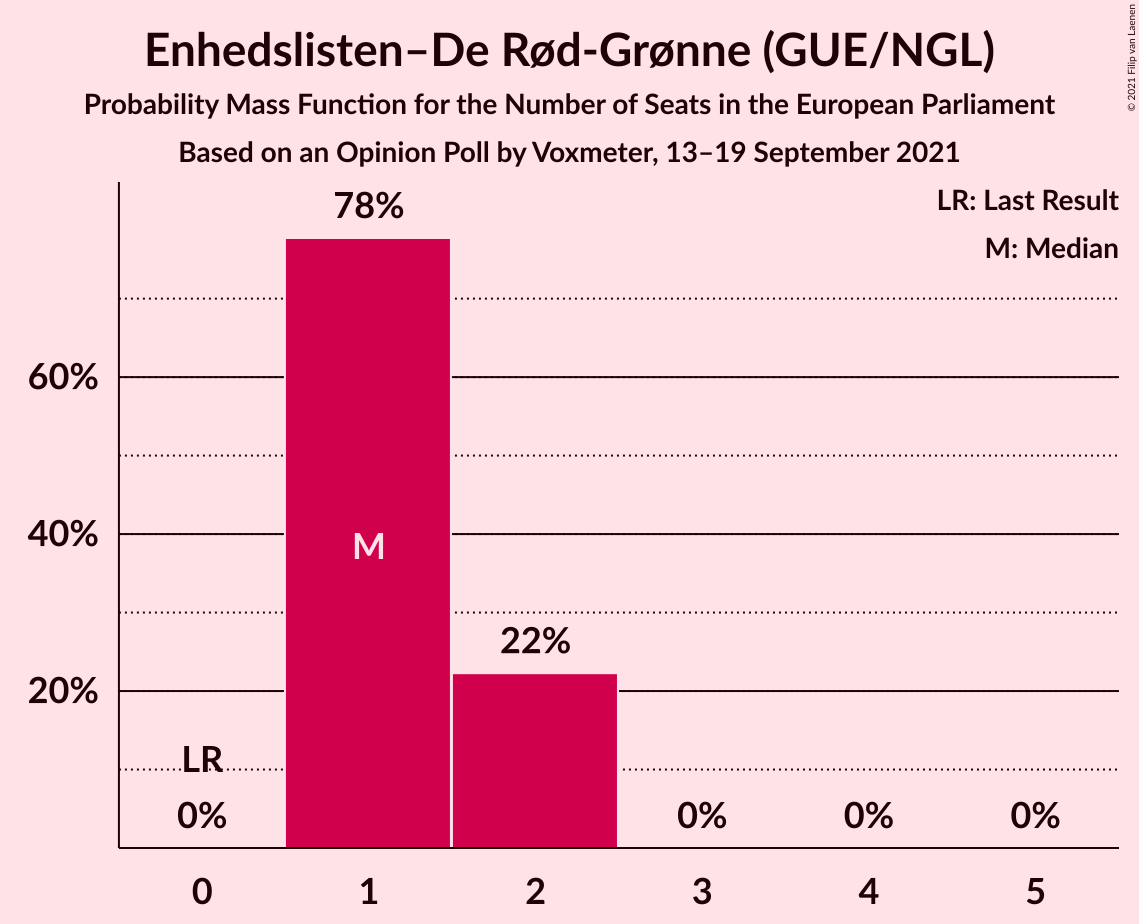 Enhedslisten–De Rød-Grønne (GUE/NGL)
Probability Mass Function for the Number of Seats in the European Parliament
Based on an Opinion Poll by Voxmeter, 13–19 September 2021
© 2021 Filip van Laenen
LR: Last Result
M: Median
78%
60%
40%
M
22%
20%
LR
0%
0%
0%
0%
0
1
2
3
4
5